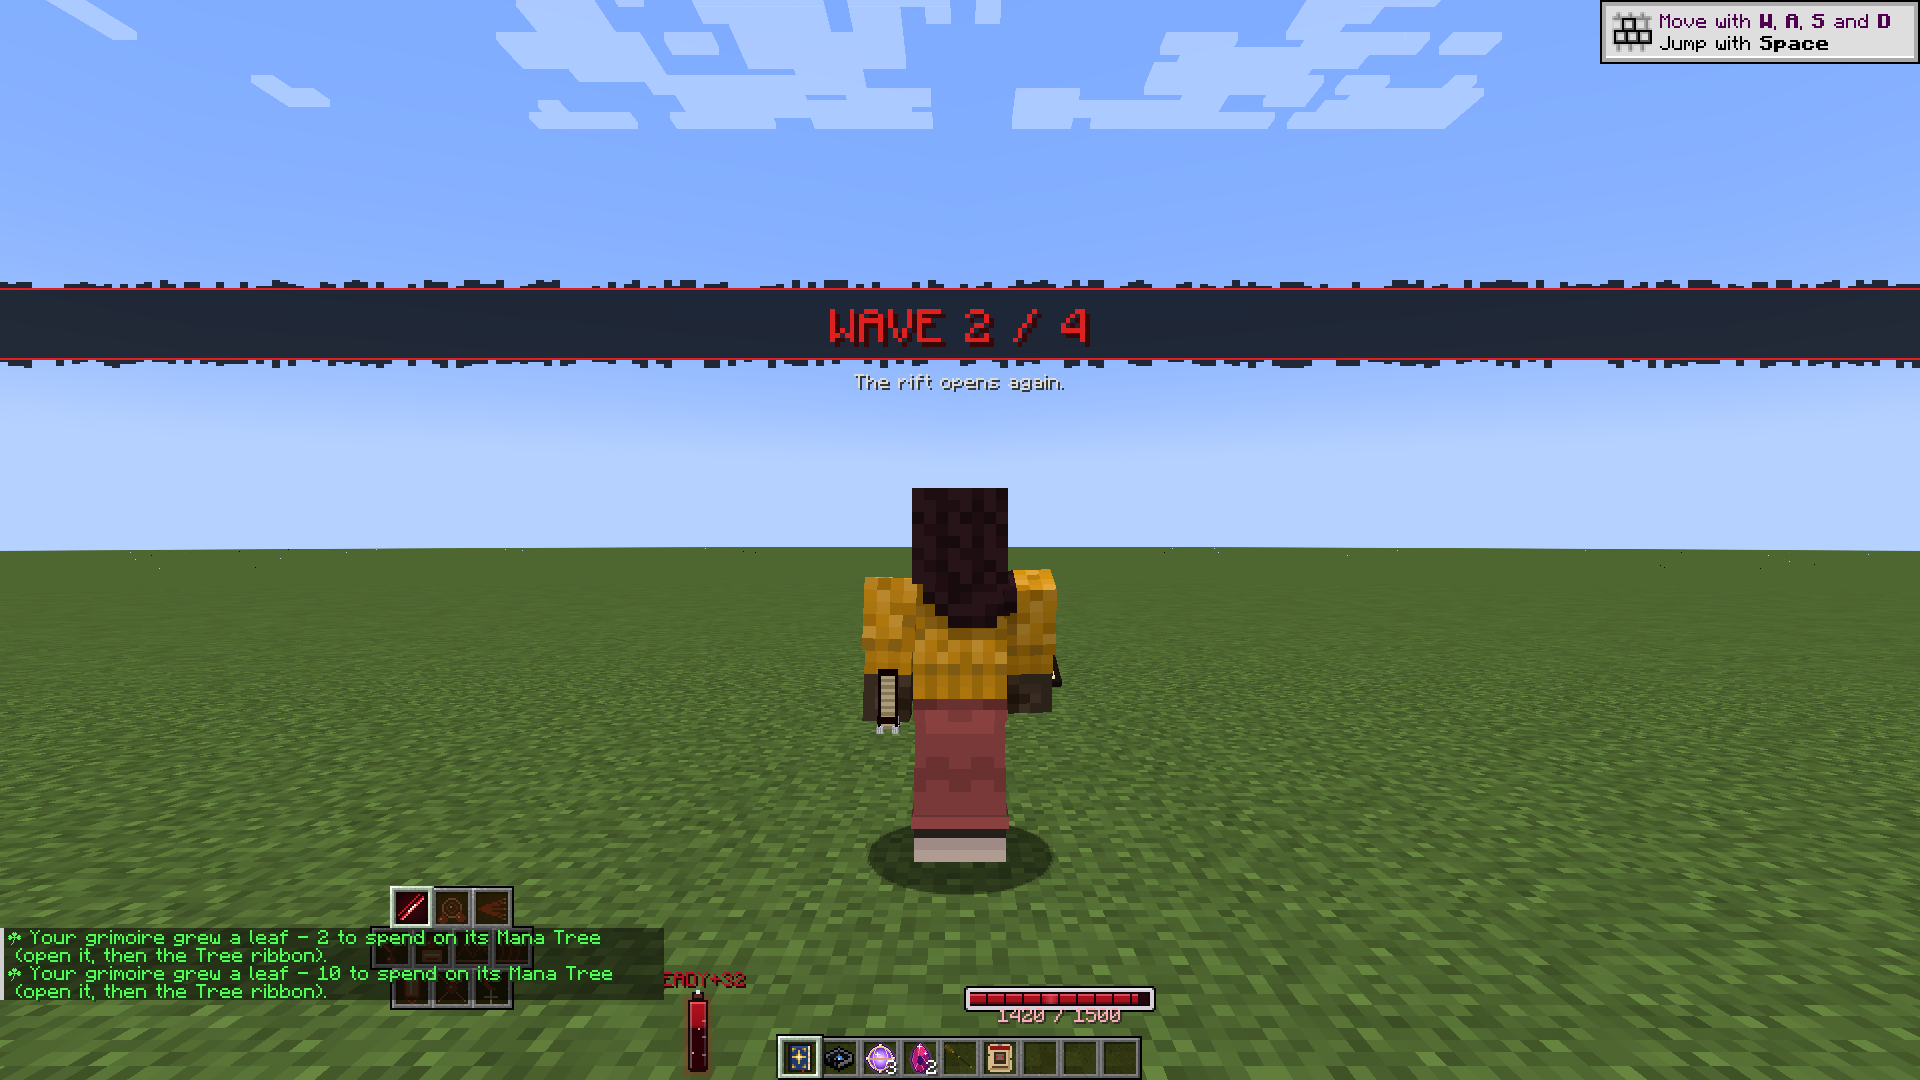 Move with W, A, S and D
Jump with Space
WAVE 2 / 4
The rift opens again.
Your grimoire grew a leaf - 2 to spend on its Mana Tree
(open it, then the Tree ribbon).
Your grimoire grew a leaf - 10 to spend on its Mana Tree
(open it, then the Tree ribbon).
EADY+32
1420 / 1500
3
2